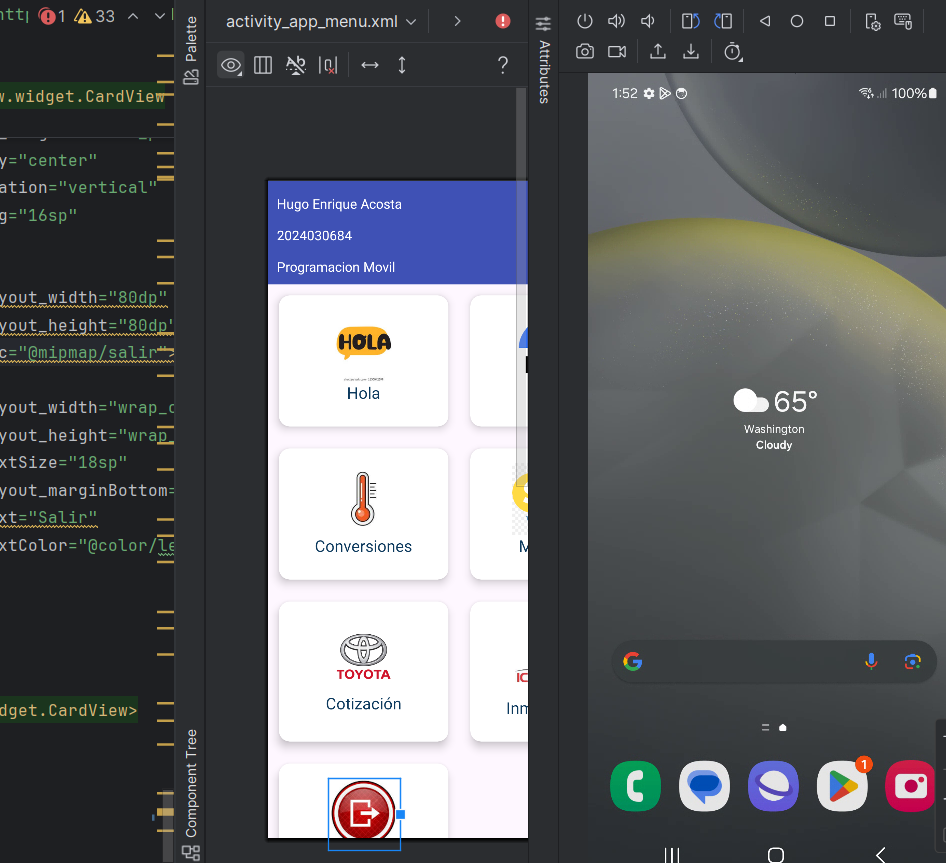 1 33
w.widget.CardView
y="center"
ation="vertical"
g="16sp"
yout_width="80dp"
yout_height="80dp"
c="@mipmap/salir">
yout_width="wrap_c
yout_height="wrap_
xtSize="18sp"
yout_marginBottom=
xt="Salir"
xtColor="@color/le
dget.CardView>
Palette
Component Tree
activity_app_menu.xml
?
Attributes
Hugo Enrique Acosta
2024030684
Programacion Movil
HOLA
Hola
Conversiones
M
TOYOTA
Cotización
iC
Inm
1:52
100%
65°
Washington
Cloudy
G
1